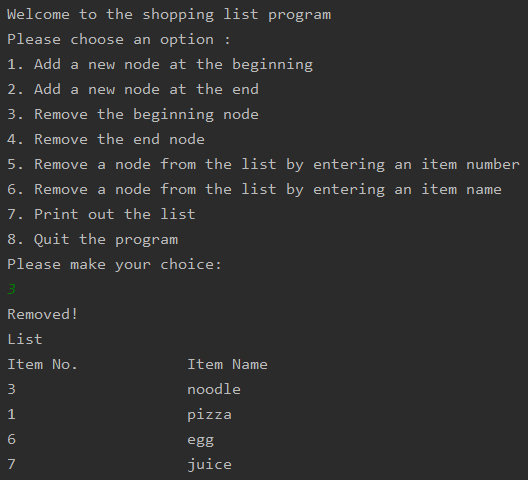 Welcome to the shopping list program
Please choose an option :
1. Add a new node at the beginning
2. Add a new node at the end
3. Remove the beginning node
4. Remove the end node
5. Remove a node from the list by entering an item number
6. Remove a node from the list by entering an item name
7. Print out the list
8. Quit the program
Please make your choice:
3
Removed!
List
Item No. Item Name
3 noodle
1 pizza
6 egg
7 juice